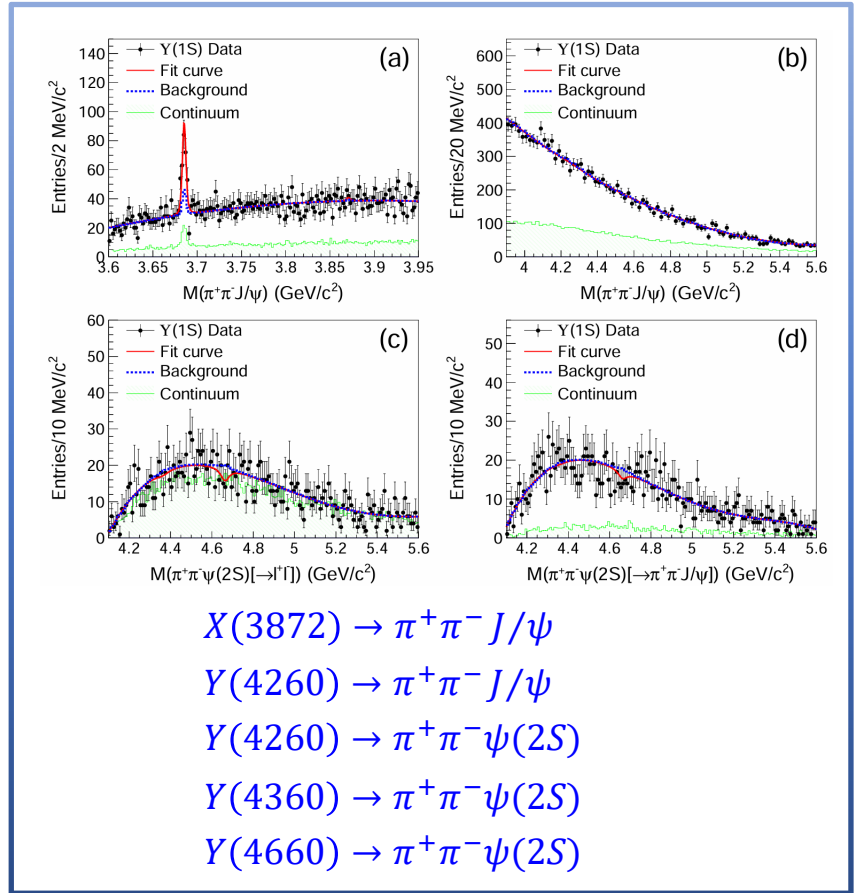 (a)
Υ(1S) Data
Fit curve
Background
Continuum
Entries/2 MeV/c²
140
120
100
80
60
40
20
0
3.6 3.65 3.7 3.75 3.8 3.85 3.9 3.95
M(π⁺π⁻J/ψ) (GeV/c²)
(b)
Υ(1S) Data
Fit curve
Background
Continuum
Entries/20 MeV/c²
600
500
400
300
200
100
0
4 4.2 4.4 4.6 4.8 5 5.2 5.4 5.6
M(π⁺π⁻J/ψ) (GeV/c²)
(c)
Υ(1S) Data
Fit curve
Background
Continuum
Entries/10 MeV/c²
60
50
40
30
20
10
0
4.2 4.4 4.6 4.8 5 5.2 5.4 5.6
M(π⁺π⁻ψ(2S)[→l⁺l⁻]) (GeV/c²)
(d)
Υ(1S) Data
Fit curve
Background
Continuum
Entries/10 MeV/c²
50
40
30
20
10
0
4.2 4.4 4.6 4.8 5 5.2 5.4 5.6
M(π⁺π⁻ψ(2S)[→π⁺π⁻J/ψ]) (GeV/c²)
X(3872) → π⁺π⁻ J/ψ
Y(4260) → π⁺π⁻ J/ψ
Y(4260) → π⁺π⁻ψ(2S)
Y(4360) → π⁺π⁻ψ(2S)
Y(4660) → π⁺π⁻ψ(2S)